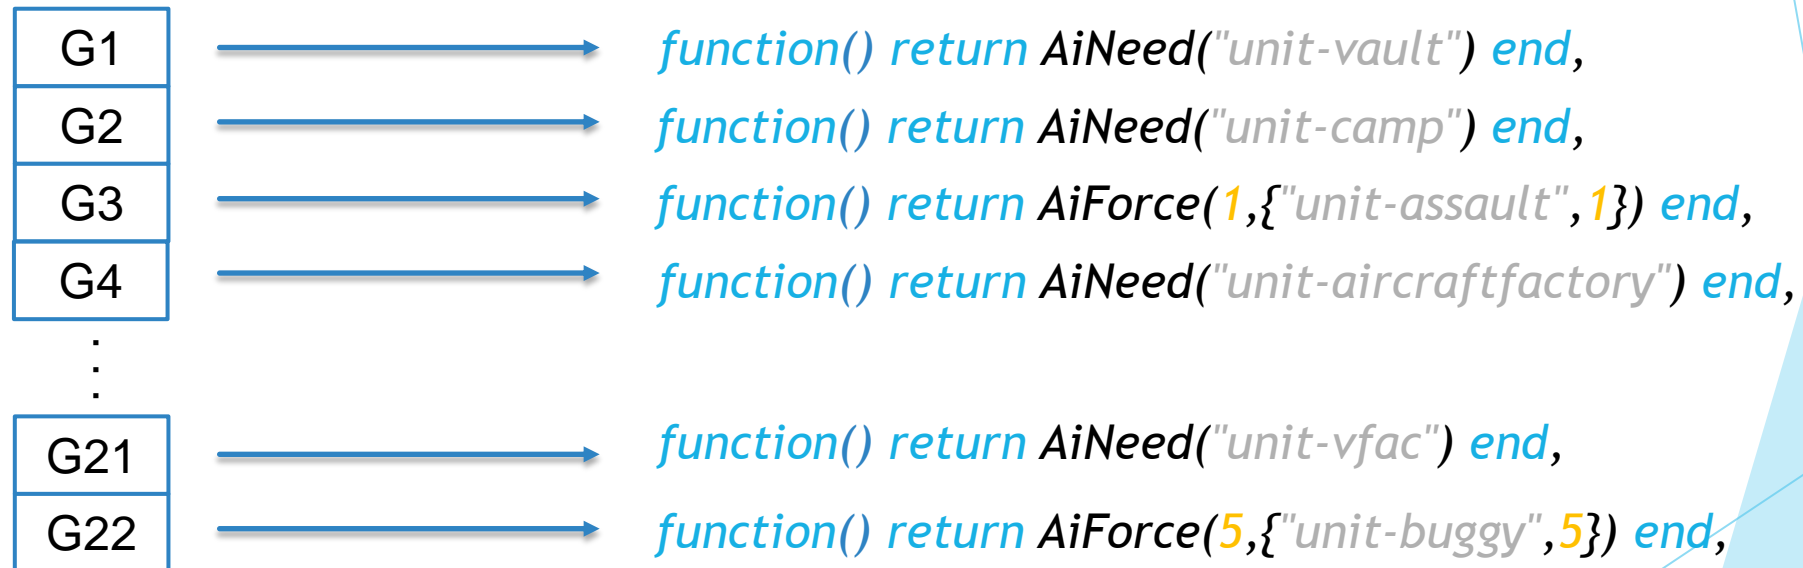 G1 function() return AiNeed("unit-vault") end,
G2 function() return AiNeed("unit-camp") end,
G3 function() return AiForce(1,{"unit-assault",1}) end,
G4 function() return AiNeed("unit-aircraftfactory") end,
.
.
.
G21 function() return AiNeed("unit-vfac") end,
G22 function() return AiForce(5,{"unit-buggy",5}) end,